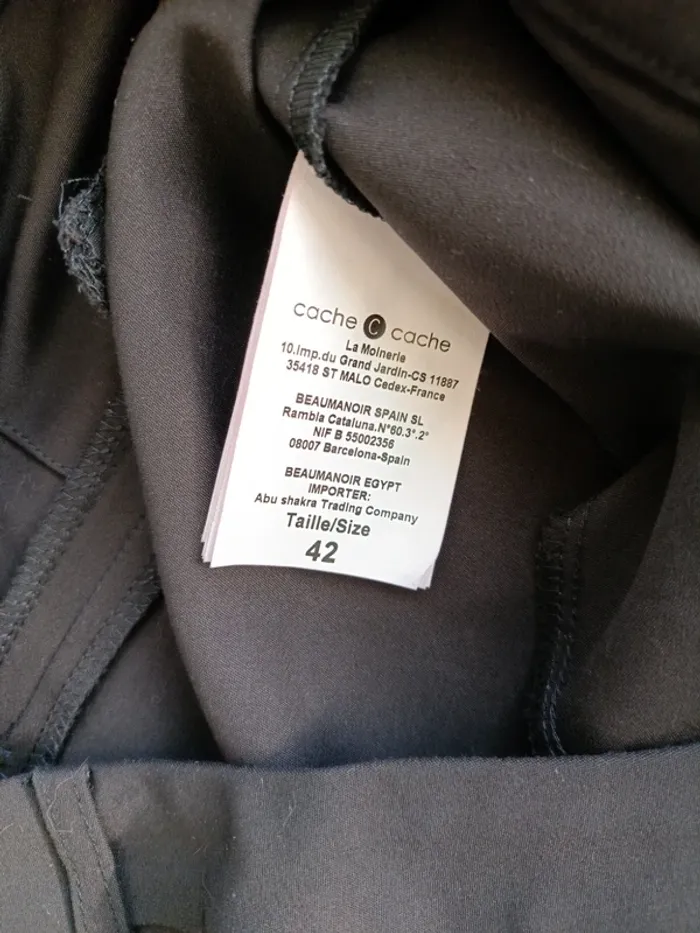 cache C cache
La Moinerie
10.Imp.du Grand Jardin-CS 11887
35418 ST MALO Cedex-France
BEAUMANOIR SPAIN SL
Rambla Cataluna.N°60.3°.2ª
NIF B 55002356
08007 Barcelona-Spain
BEAUMANOIR EGYPT
IMPORTER:
Abu shakra Trading Company
Taille/Size
42